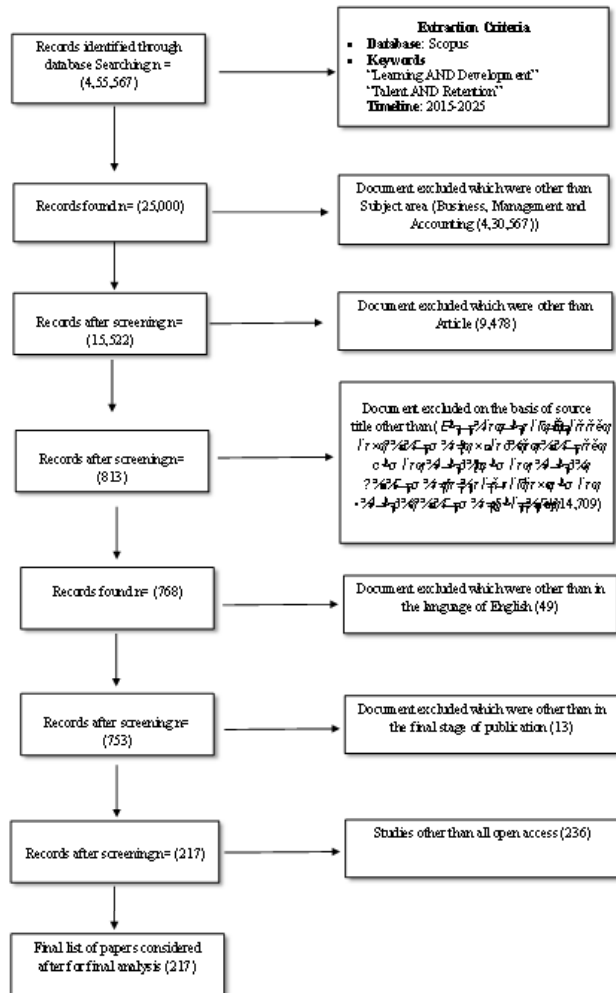 Records identified through
database Searching n =
(4,55,567)
Extraction Criteria
• Database: Scopus
• Keywords
“Learning AND Development”
“Talent AND Retention”
Timeline: 2015-2025
Records found n= (25,000)
Document excluded which were other than
Subject area (Business, Management and
Accounting (4,30,567))
Records after screening n=
(15,522)
Document excluded which were other than
Article (9,478)
Records after screening n=
(813)
Document excluded on the basis of source
title other than (
14,709)
Records found n= (768)
Document excluded which were other than in
the language of English (49)
Records after screening n=
(753)
Document excluded which were other than in
the final stage of publication (13)
Records after screening n= (217)
Studies other than all open access (236)
Final list of papers considered
after for final analysis (217)